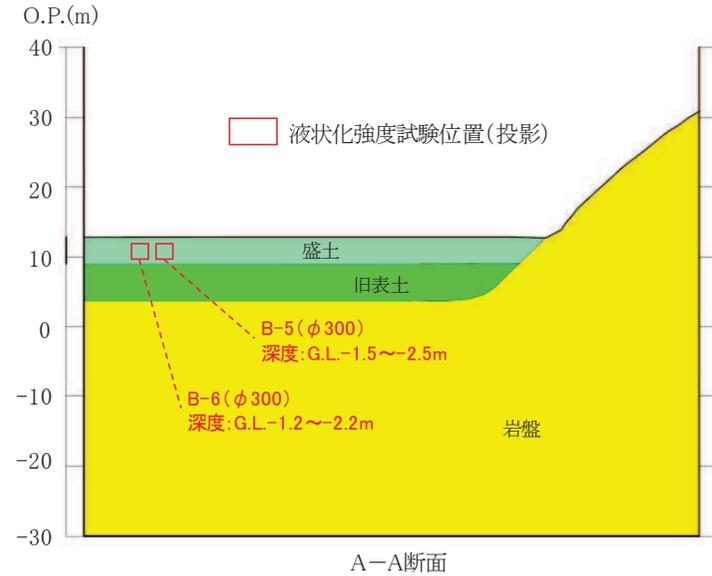 O.P.(m)
40
30
20
10
0
-10
-20
-30
液状化強度試験位置(投影)
盛土
旧表土
B-5(φ300)
深度:G.L.-1.5～-2.5m
B-6(φ300)
深度:G.L.-1.2～-2.2m
岩盤
A－A断面